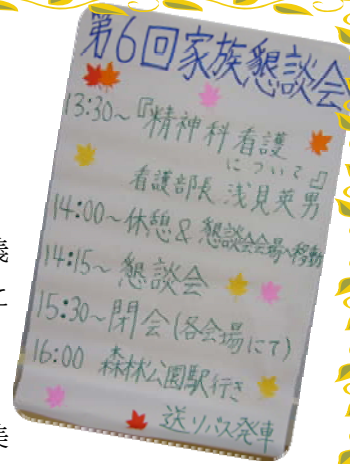 第6回家族懇談会
13:30～『精神科看護
について』
看護部長 浅見英男
14:00～休憩&懇談会会場へ移動
14:15～懇談会
15:30～閉会(各会場にて)
16:00 森林公園駅行き
送りバス発車